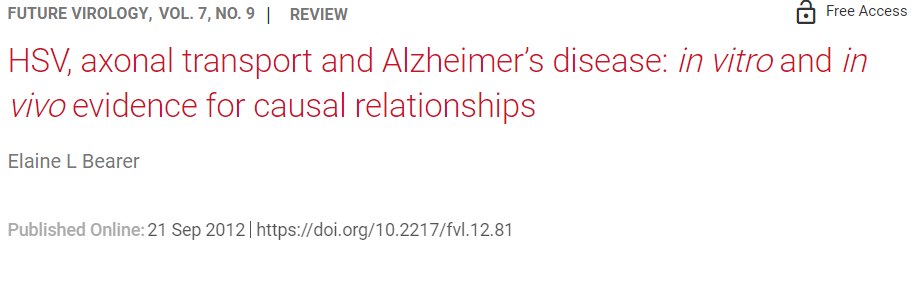 FUTURE VIROLOGY, VOL. 7, NO. 9 | REVIEW Free Access
HSV, axonal transport and Alzheimer’s disease: in vitro and in
vivo evidence for causal relationships
Elaine L Bearer
Published Online: 21 Sep 2012 | https://doi.org/10.2217/fvl.12.81